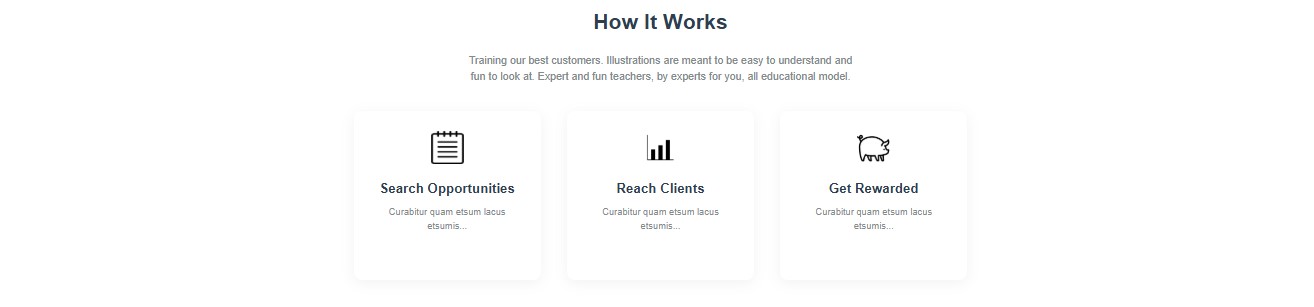 How It Works
Training our best customers. Illustrations are meant to be easy to understand and
fun to look at. Expert and fun teachers, by experts for you, all educational model.
Search Opportunities
Curabitur quam etsum lacus
etsumis...
Reach Clients
Curabitur quam etsum lacus
etsumis...
Get Rewarded
Curabitur quam etsum lacus
etsumis...